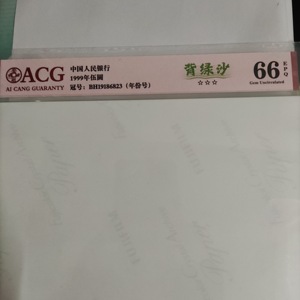 ACG
AI CANG GUARANTY
中国人民银行
1999年伍圆
冠号: BH19186823 (年份号)
背绿沙
☆☆☆
66
EPQ
Gem Uncirculated